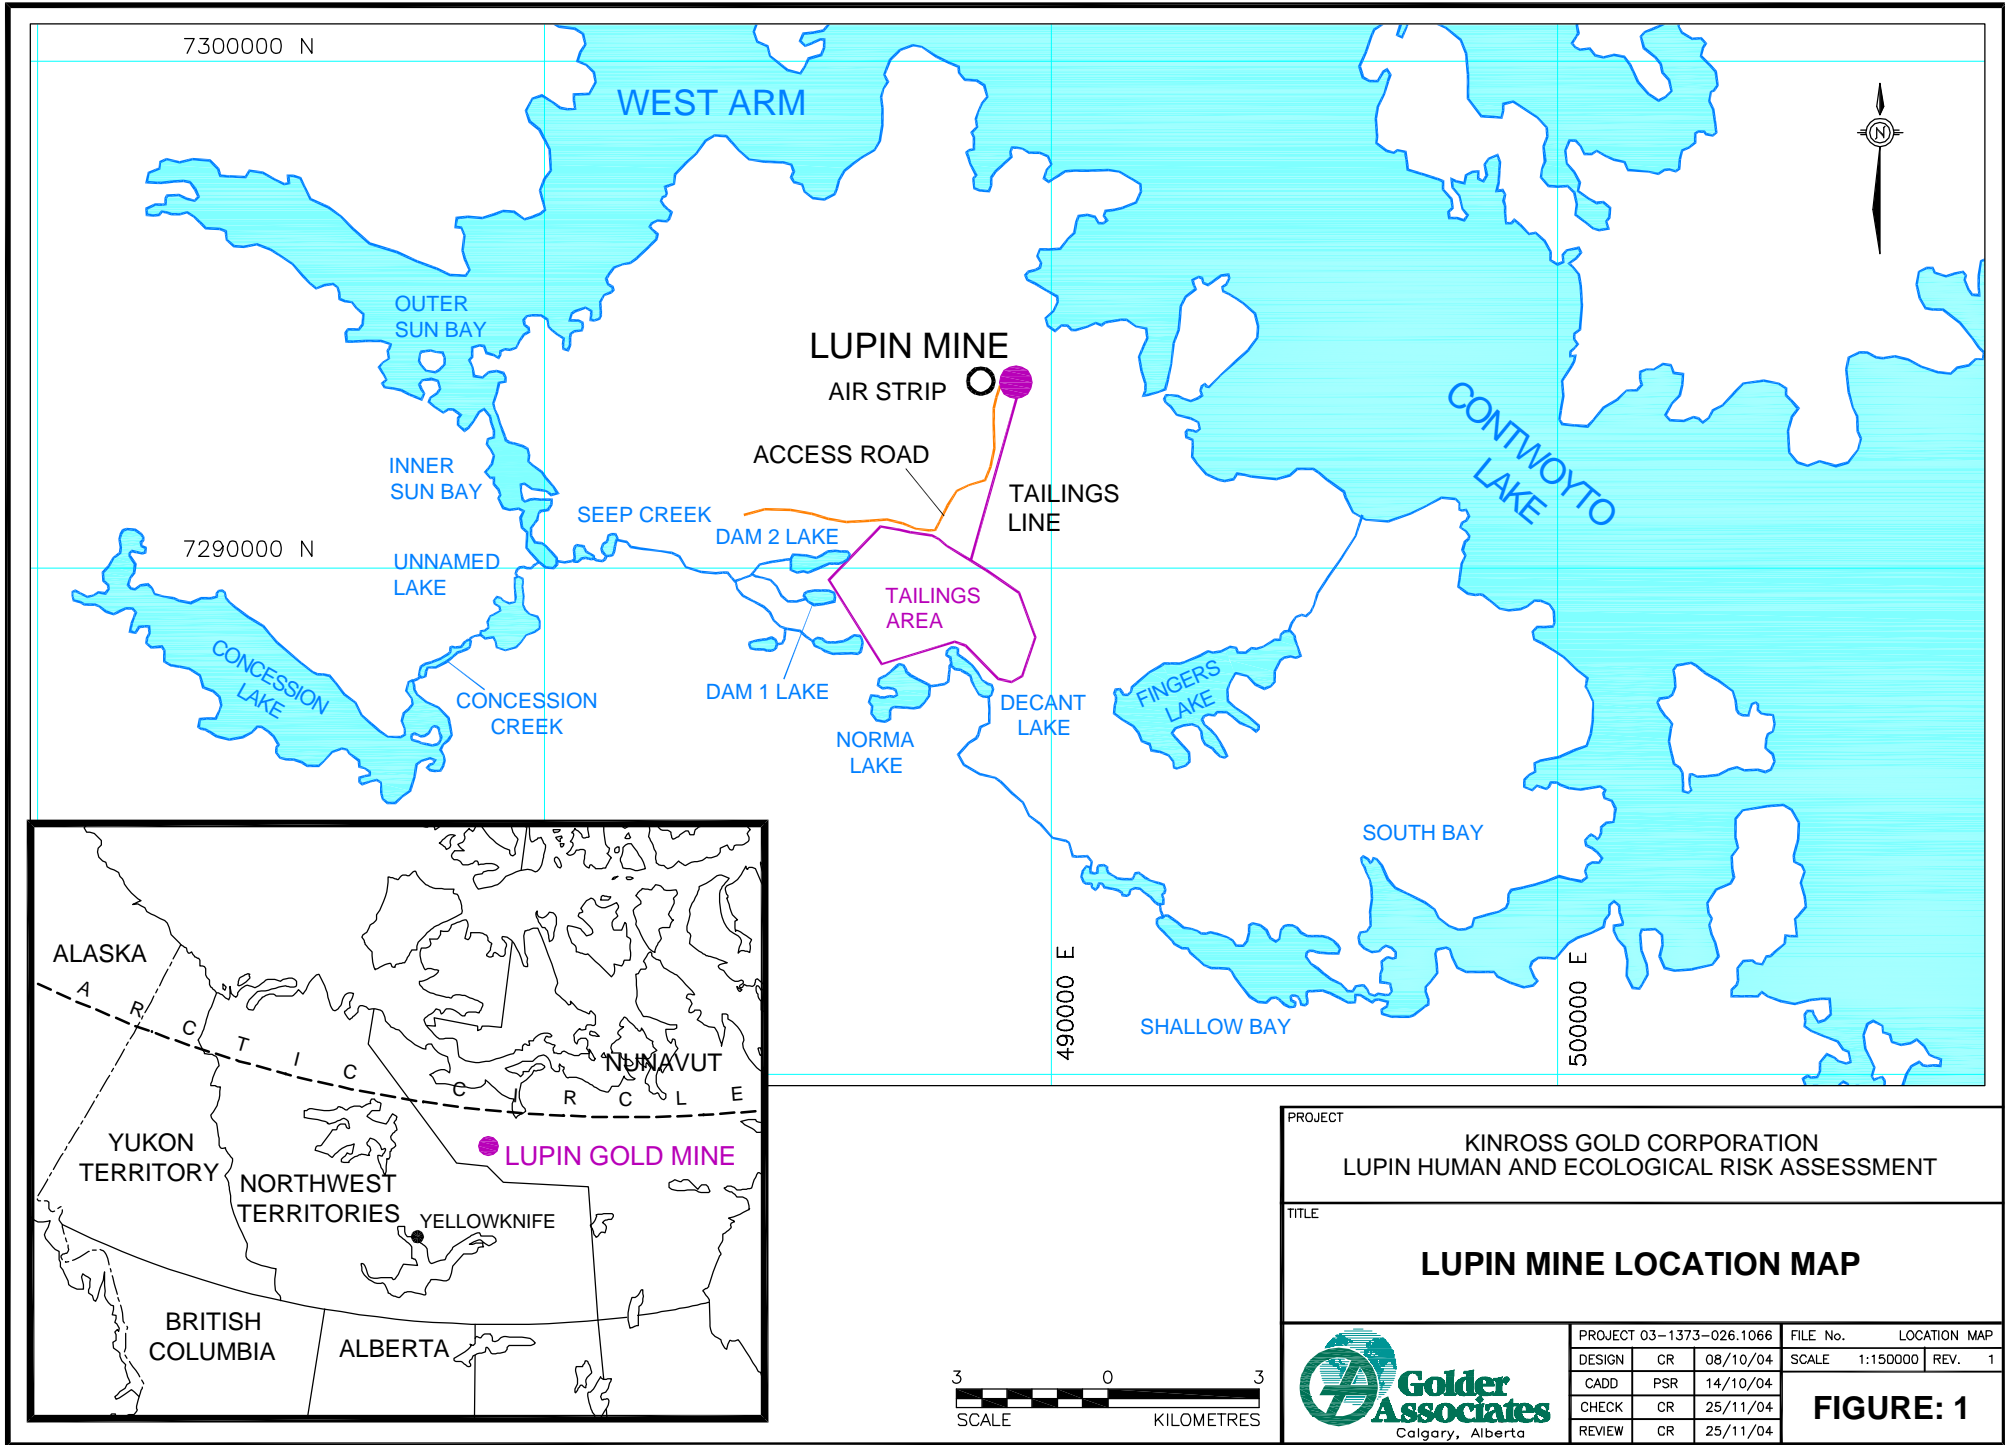 7300000 N
WEST ARM
N
OUTER
SUN BAY
LUPIN MINE
AIR STRIP
CONTWOYTO
LAKE
ACCESS ROAD
INNER
SUN BAY
TAILINGS
LINE
SEEP CREEK
DAM 2 LAKE
7290000 N
UNNAMED
LAKE
TAILINGS
AREA
CONCESSION
LAKE
FINGERS
LAKE
DAM 1 LAKE
CONCESSION
CREEK
DECANT
LAKE
NORMA
LAKE
SOUTH BAY
490000 E
500000 E
SHALLOW BAY
ALASKA
ARCTIC CIRCLE
NUNAVUT
YUKON
TERRITORY
LUPIN GOLD MINE
NORTHWEST
TERRITORIES
YELLOWKNIFE
BRITISH
COLUMBIA
ALBERTA
3 0 3
SCALE KILOMETRES
PROJECT
KINROSS GOLD CORPORATION
LUPIN HUMAN AND ECOLOGICAL RISK ASSESSMENT
TITLE
LUPIN MINE LOCATION MAP
Golder
Associates
Calgary, Alberta
PROJECT 03-1373-026.1066 FILE No. LOCATION MAP
DESIGN CR 08/10/04 SCALE 1:150000 REV. 1
CADD PSR 14/10/04
CHECK CR 25/11/04
REVIEW CR 25/11/04
FIGURE: 1